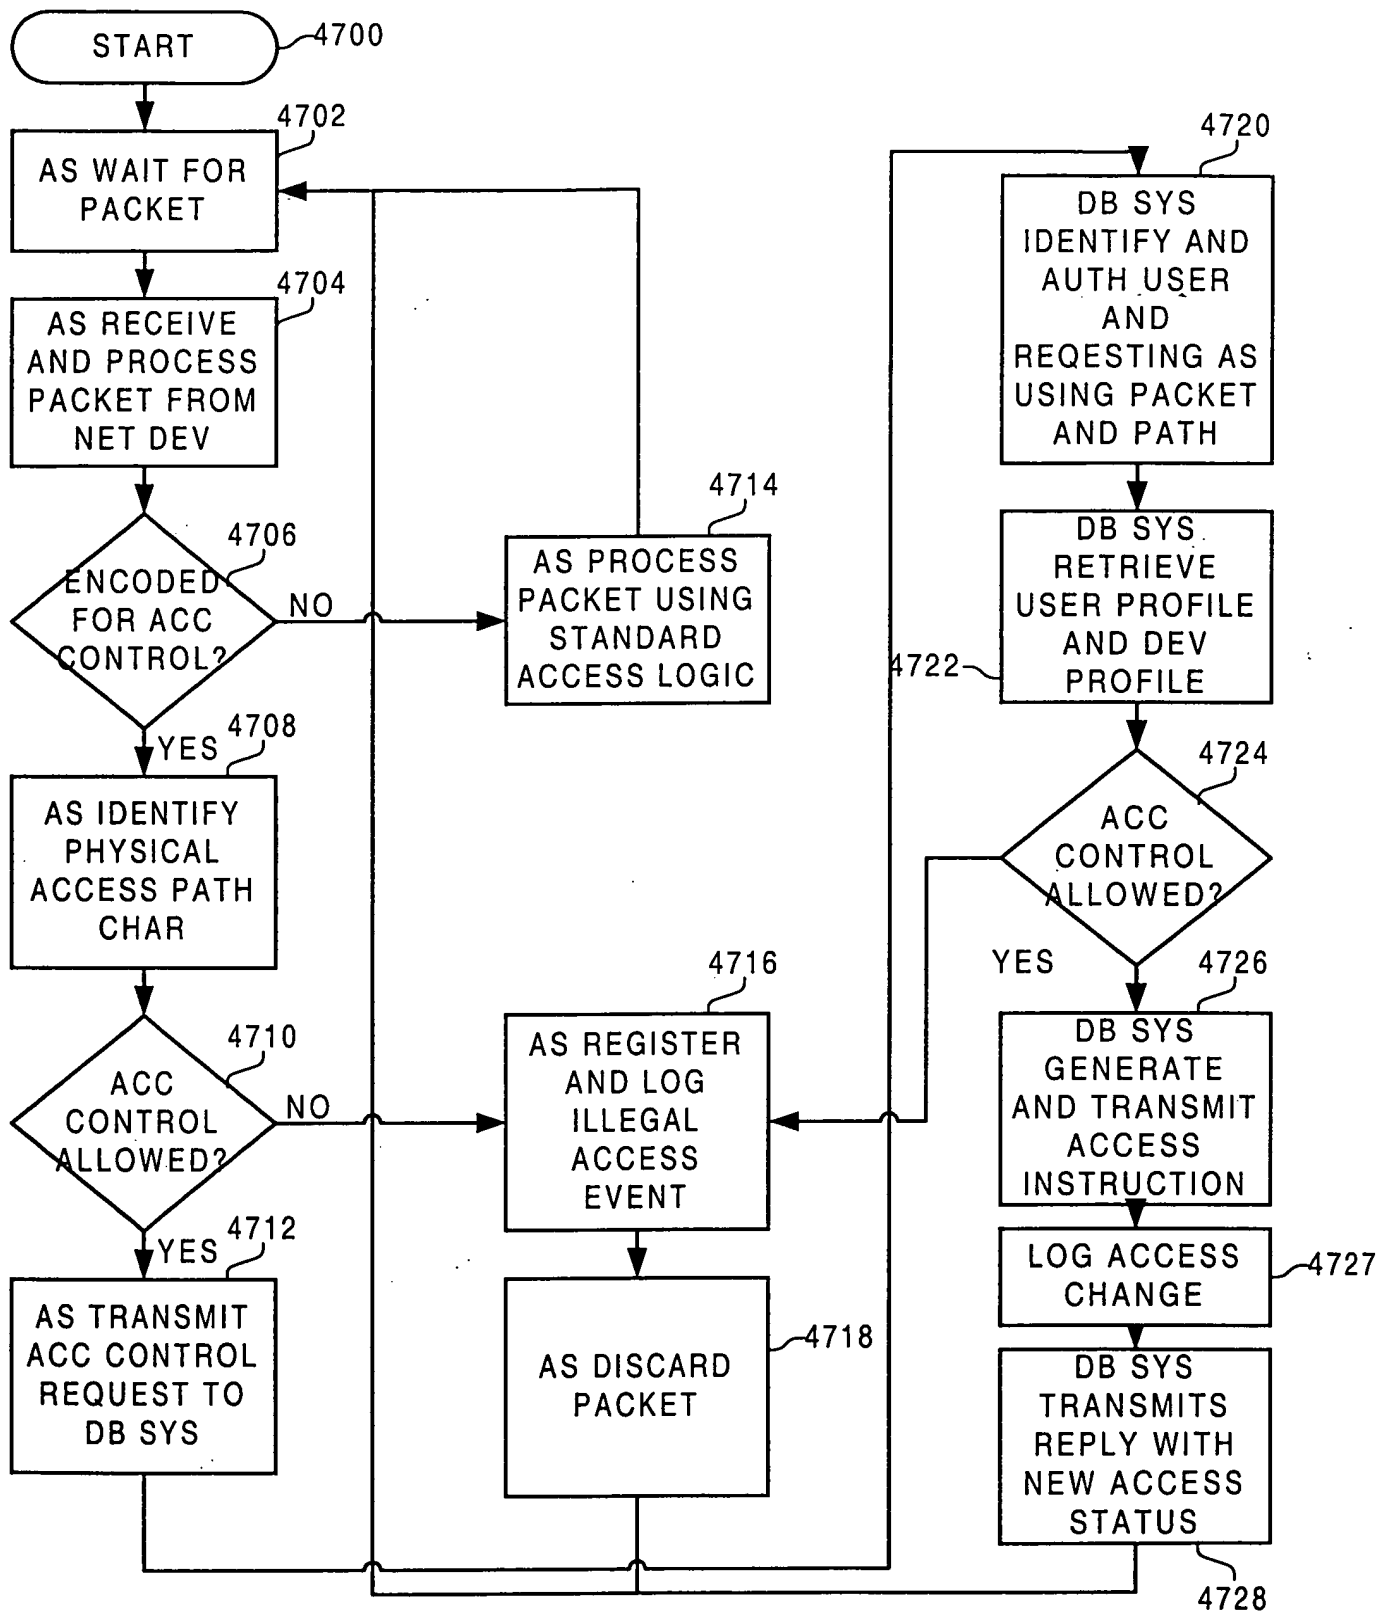 START
4700
4702
AS WAIT FOR
PACKET
4704
AS RECEIVE
AND PROCESS
PACKET FROM
NET DEV
4706
ENCODED
FOR ACC
CONTROL?
NO
YES
4708
AS IDENTIFY
PHYSICAL
ACCESS PATH
CHAR
4710
ACC
CONTROL
ALLOWED?
NO
YES
4712
AS TRANSMIT
ACC CONTROL
REQUEST TO
DB SYS
4714
AS PROCESS
PACKET USING
STANDARD
ACCESS LOGIC
4716
AS REGISTER
AND LOG
ILLEGAL
ACCESS
EVENT
4718
AS DISCARD
PACKET
4720
DB SYS
IDENTIFY AND
AUTH USER
AND
REQESTING AS
USING PACKET
AND PATH
DB SYS
RETRIEVE
USER PROFILE
AND DEV
PROFILE
4722
4724
ACC
CONTROL
ALLOWED?
YES
4726
DB SYS
GENERATE
AND TRANSMIT
ACCESS
INSTRUCTION
LOG ACCESS
CHANGE
4727
DB SYS
TRANSMITS
REPLY WITH
NEW ACCESS
STATUS
4728